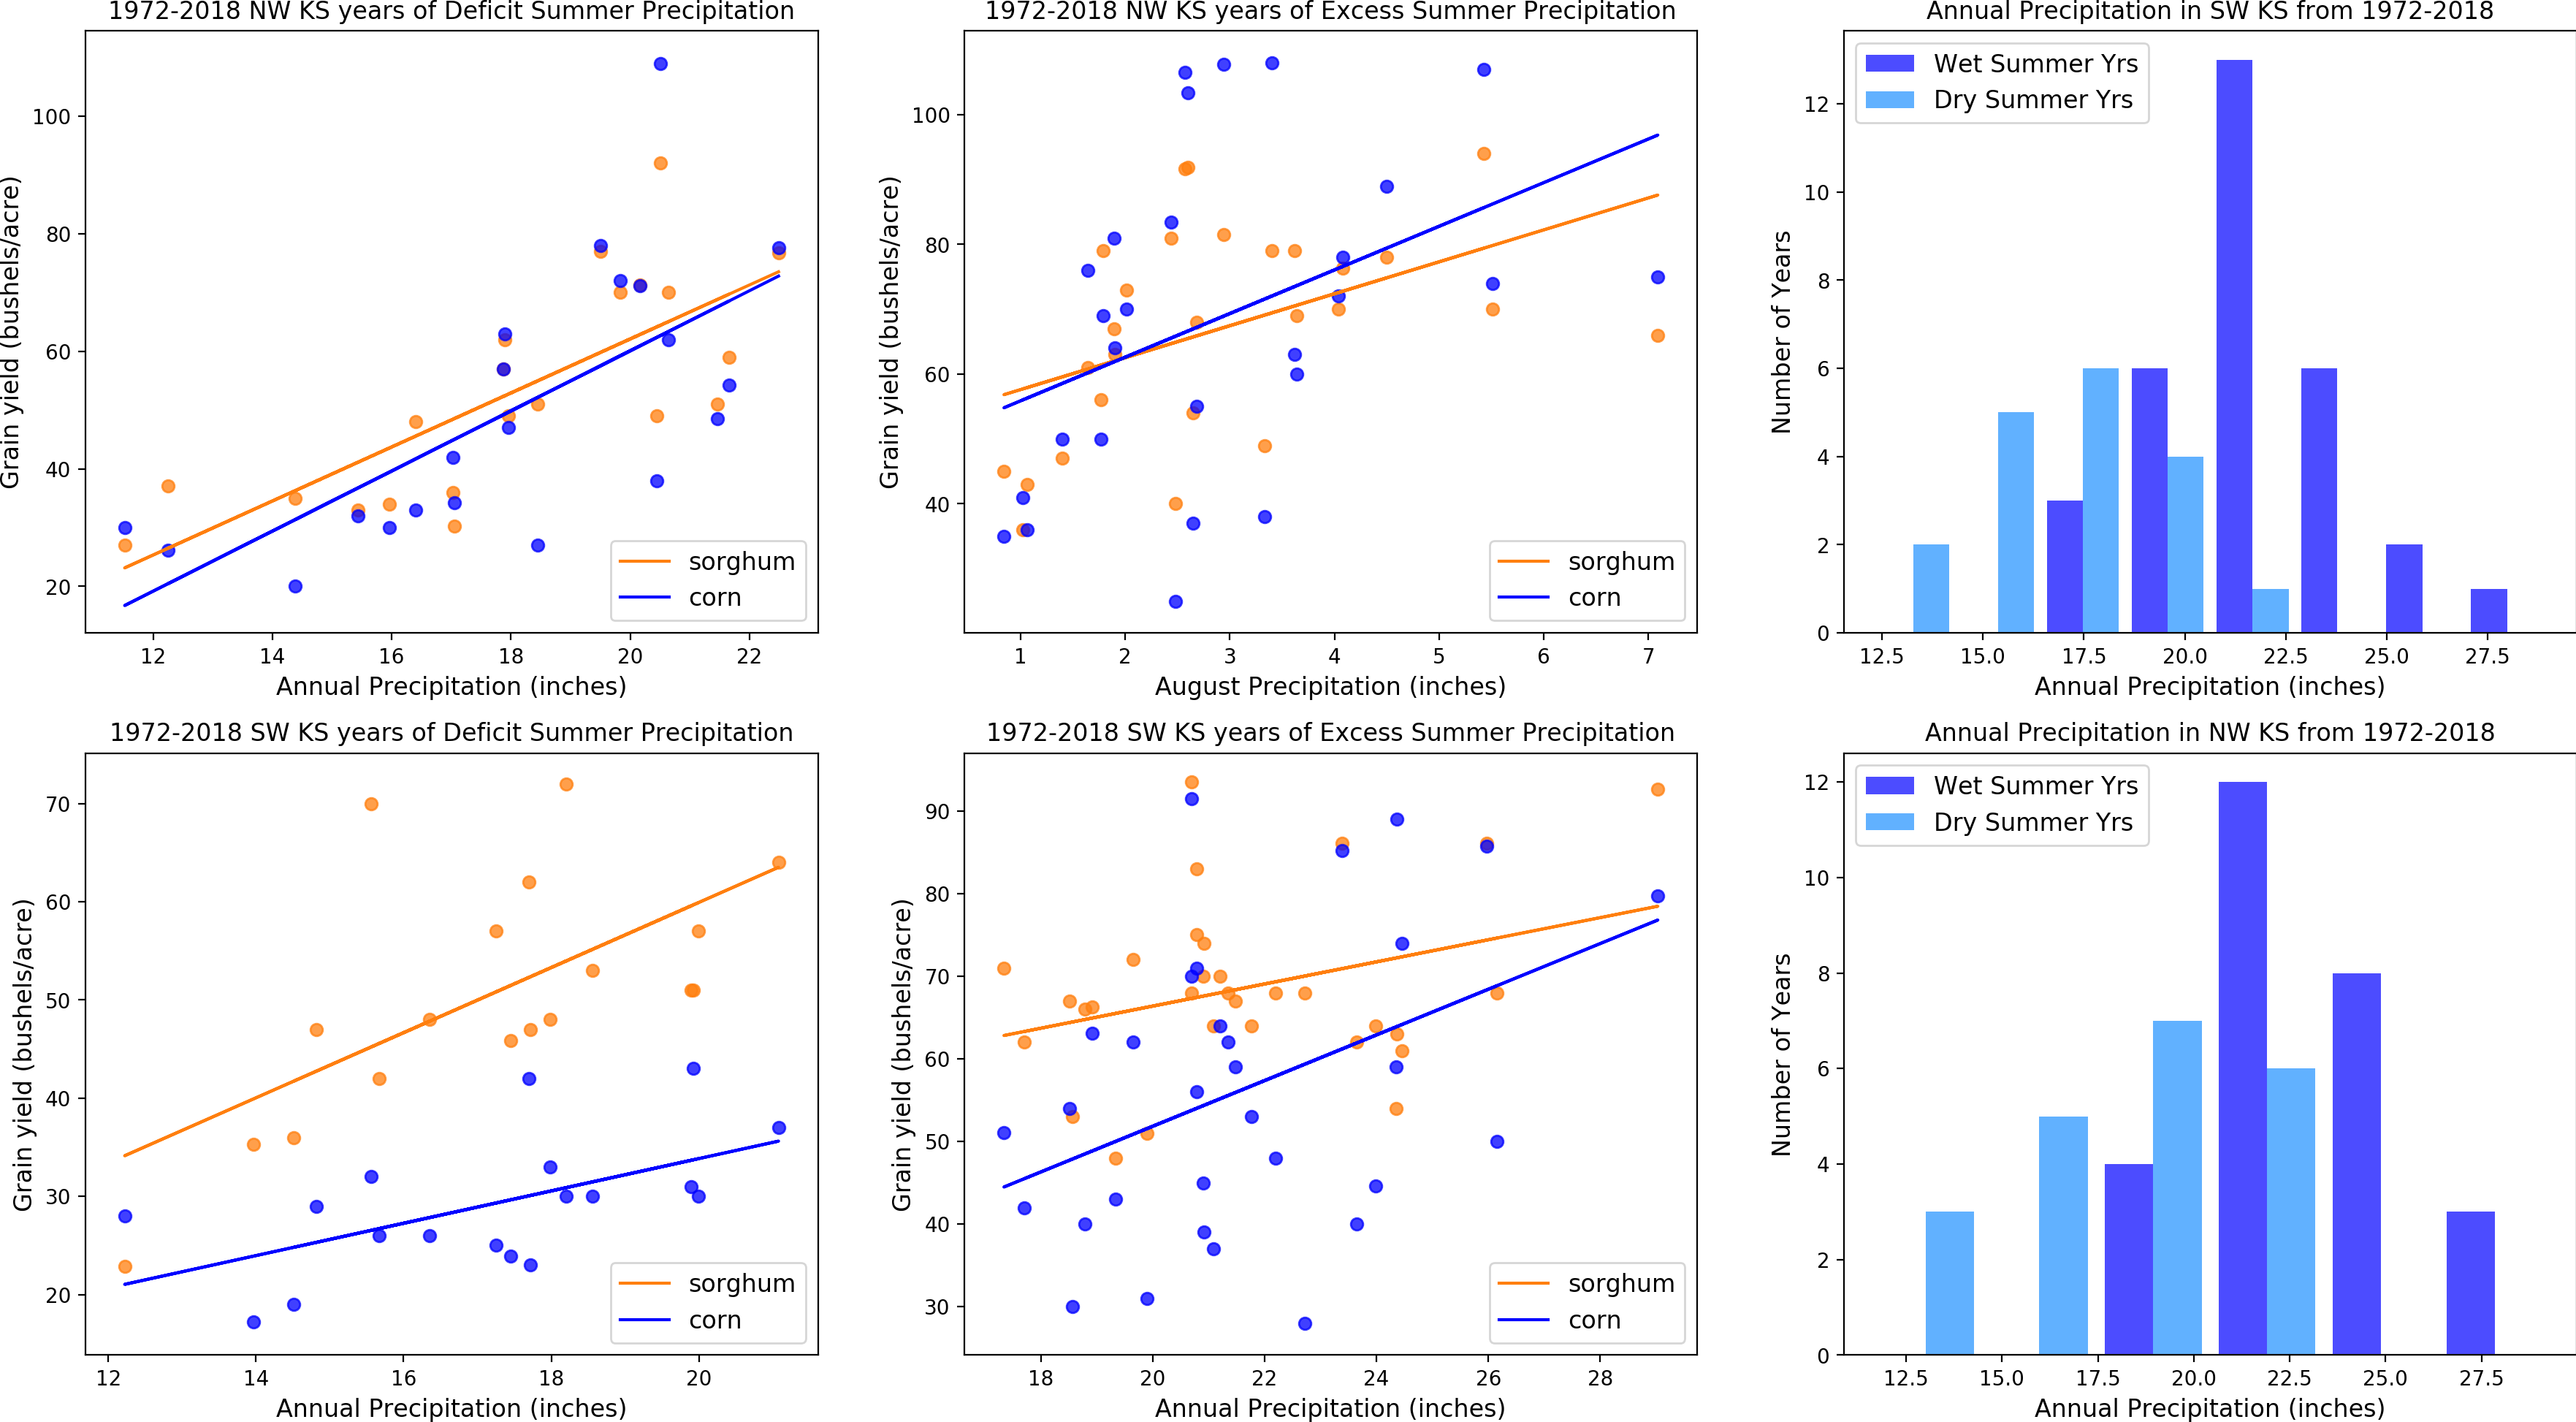 1972-2018 NW KS years of Deficit Summer Precipitation
Grain yield (bushels/acre)
100
80
60
40
20
12 14 16 18 20 22
Annual Precipitation (inches)
sorghum
corn
1972-2018 NW KS years of Excess Summer Precipitation
Grain yield (bushels/acre)
100
80
60
40
1 2 3 4 5 6 7
August Precipitation (inches)
sorghum
corn
Annual Precipitation in SW KS from 1972-2018
Number of Years
12
10
8
6
4
2
0
12.5 15.0 17.5 20.0 22.5 25.0 27.5
Annual Precipitation (inches)
Wet Summer Yrs
Dry Summer Yrs
1972-2018 SW KS years of Deficit Summer Precipitation
Grain yield (bushels/acre)
70
60
50
40
30
20
12 14 16 18 20
Annual Precipitation (inches)
sorghum
corn
1972-2018 SW KS years of Excess Summer Precipitation
Grain yield (bushels/acre)
90
80
70
60
50
40
30
18 20 22 24 26 28
Annual Precipitation (inches)
sorghum
corn
Annual Precipitation in NW KS from 1972-2018
Number of Years
12
10
8
6
4
2
0
12.5 15.0 17.5 20.0 22.5 25.0 27.5
Annual Precipitation (inches)
Wet Summer Yrs
Dry Summer Yrs